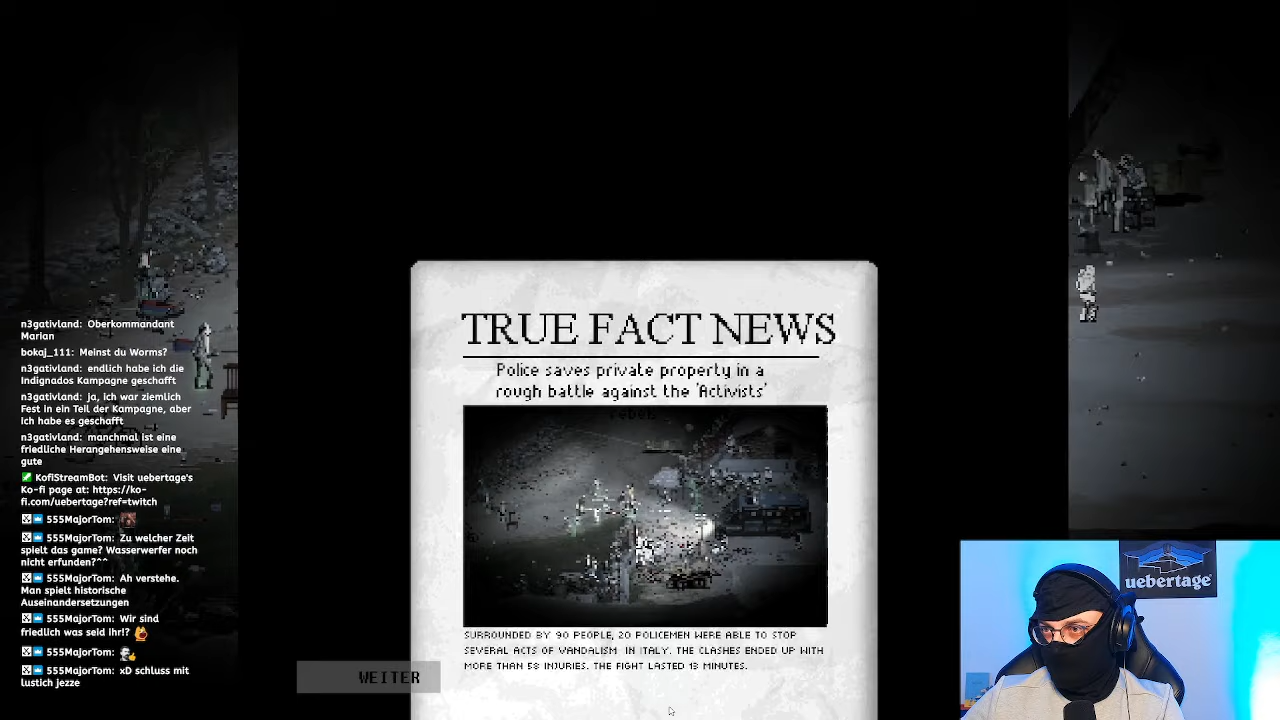 n3gativland: Oberkommandant
Marian
bokaj_111: Meinst du Worms?
n3gativland: endlich habe ich die
Indignados Kampagne geschafft
n3gativland: ja, ich war ziemlich
Fest in ein Teil der Kampagne, aber
ich habe es geschafft
n3gativland: manchmal ist eine
friedliche Herangehensweise eine
gute
KofiStreamBot: Visit uebertage's
Ko-fi page at: https://ko-
fi.com/uebertage?ref=twitch
555MajorTom:
555MajorTom: Zu welcher Zeit
spielt das game? Wasserwerfer noch
nicht erfunden?^^
555MajorTom: Ah verstehe.
Man spielt historische
Auseinandersetzungen
555MajorTom: Wir sind
friedlich was seid ihr!?
555MajorTom:
555MajorTom: xD schluss mit
lustich jezze
TRUE FACT NEWS
Police saves private property in a
rough battle against the 'Activists'
rebels
SURROUNDED BY 90 PEOPLE, 20 POLICEMEN WERE ABLE TO STOP
SEVERAL ACTS OF VANDALISM IN ITALY. THE CLASHES ENDED UP WITH
MORE THAN 58 INJURIES. THE FIGHT LASTED 13 MINUTES.
WEITER
uebertage